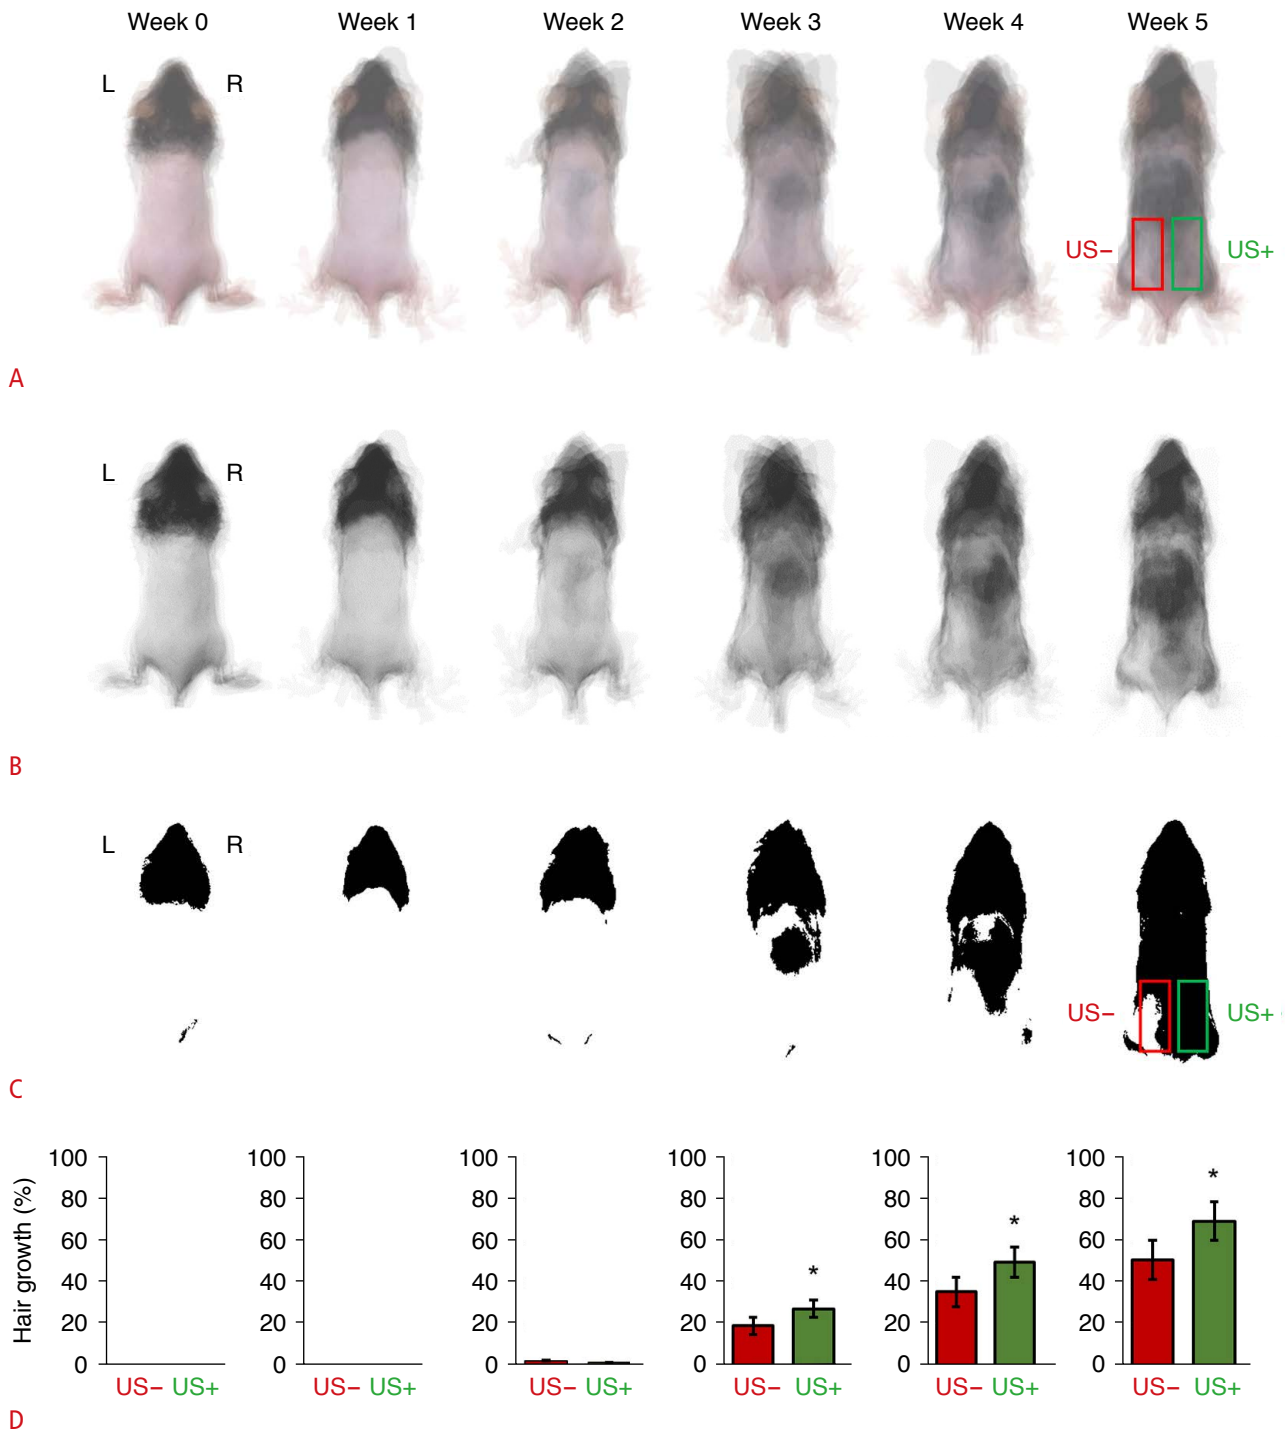 Week 0 Week 1 Week 2 Week 3 Week 4 Week 5
L R
US− US+
A
L R
B
L R
US− US+
C
Hair growth (%)
100 100 100 100 100 100
80 80 80 80 80 80
60 60 60 60 60 60
40 40 40 40 40 40
20 20 20 20 20 20
0 0 0 0 0 0
* * *
US− US+ US− US+ US− US+ US− US+ US− US+ US− US+
D